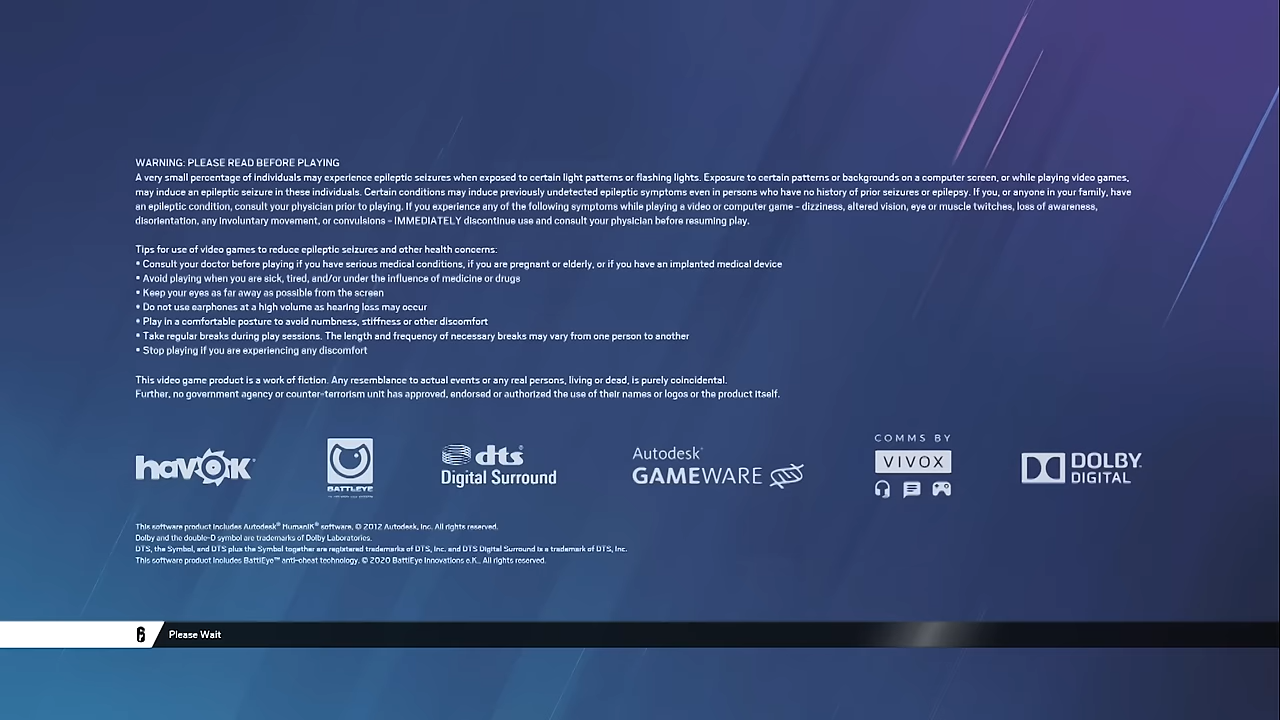 WARNING: PLEASE READ BEFORE PLAYING
A very small percentage of individuals may experience epileptic seizures when exposed to certain light patterns or flashing lights. Exposure to certain patterns or backgrounds on a computer screen, or while playing video games,
may induce an epileptic seizure in these individuals. Certain conditions may induce previously undetected epileptic symptoms even in persons who have no history of prior seizures or epilepsy. If you, or anyone in your family, have
an epileptic condition, consult your physician prior to playing. If you experience any of the following symptoms while playing a video or computer game - dizziness, altered vision, eye or muscle twitches, loss of awareness,
disorientation, any involuntary movement, or convulsions - IMMEDIATELY discontinue use and consult your physician before resuming play.
Tips for use of video games to reduce epileptic seizures and other health concerns:
• Consult your doctor before playing if you have serious medical conditions, if you are pregnant or elderly, or if you have an implanted medical device
• Avoid playing when you are sick, tired, and/or under the influence of medicine or drugs
• Keep your eyes as far away as possible from the screen
• Do not use earphones at a high volume as hearing loss may occur
• Play in a comfortable posture to avoid numbness, stiffness or other discomfort
• Take regular breaks during play sessions. The length and frequency of necessary breaks may vary from one person to another
• Stop playing if you are experiencing any discomfort
This video game product is a work of fiction. Any resemblance to actual events or any real persons, living or dead, is purely coincidental.
Further, no government agency or counter-terrorism unit has approved, endorsed or authorized the use of their names or logos or the product itself.
havok
BATTLEYE
dts
Digital Surround
Autodesk®
GAMEWARE
COMMS BY
VIVOX
DOLBY
DIGITAL
This software product includes Autodesk® HumanIK® software, © 2012 Autodesk, Inc. All rights reserved.
Dolby and the double-D symbol are trademarks of Dolby Laboratories.
DTS, the Symbol, and DTS plus the Symbol together are registered trademarks of DTS, Inc. and DTS Digital Surround is a trademark of DTS, Inc.
This software product includes BattlEye™ anti-cheat technology. © 2020 BattlEye Innovations e.K.. All rights reserved.
6 Please Wait